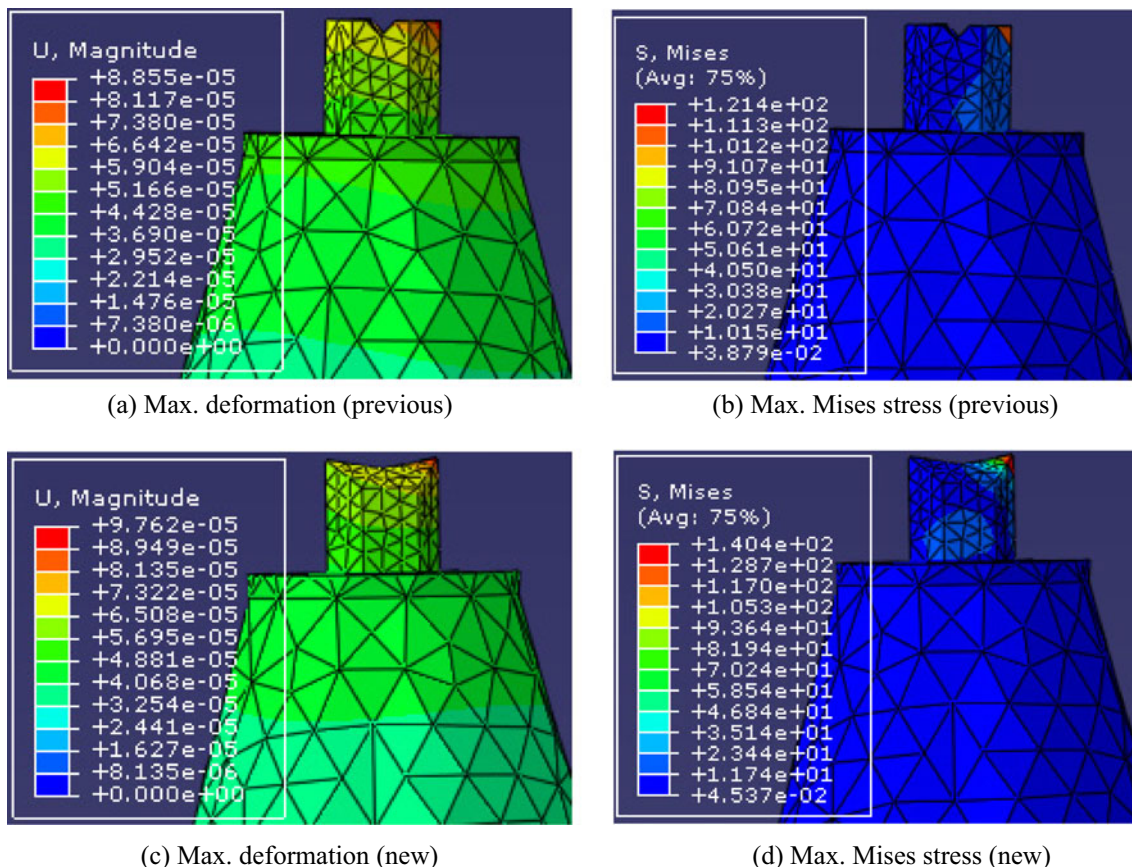 U, Magnitude
+8.855e-05
+8.117e-05
+7.380e-05
+6.642e-05
+5.904e-05
+5.166e-05
+4.428e-05
+3.690e-05
+2.952e-05
+2.214e-05
+1.476e-05
+7.380e-06
+0.000e+00
(a) Max. deformation (previous)
S, Mises
(Avg: 75%)
+1.214e+02
+1.113e+02
+1.012e+02
+9.107e+01
+8.095e+01
+7.084e+01
+6.072e+01
+5.061e+01
+4.050e+01
+3.038e+01
+2.027e+01
+1.015e+01
+3.879e-02
(b) Max. Mises stress (previous)
U, Magnitude
+9.762e-05
+8.949e-05
+8.135e-05
+7.322e-05
+6.508e-05
+5.695e-05
+4.881e-05
+4.068e-05
+3.254e-05
+2.441e-05
+1.627e-05
+8.135e-06
+0.000e+00
(c) Max. deformation (new)
S, Mises
(Avg: 75%)
+1.404e+02
+1.287e+02
+1.170e+02
+1.053e+02
+9.364e+01
+8.194e+01
+7.024e+01
+5.854e+01
+4.684e+01
+3.514e+01
+2.344e+01
+1.174e+01
+4.537e-02
(d) Max. Mises stress (new)